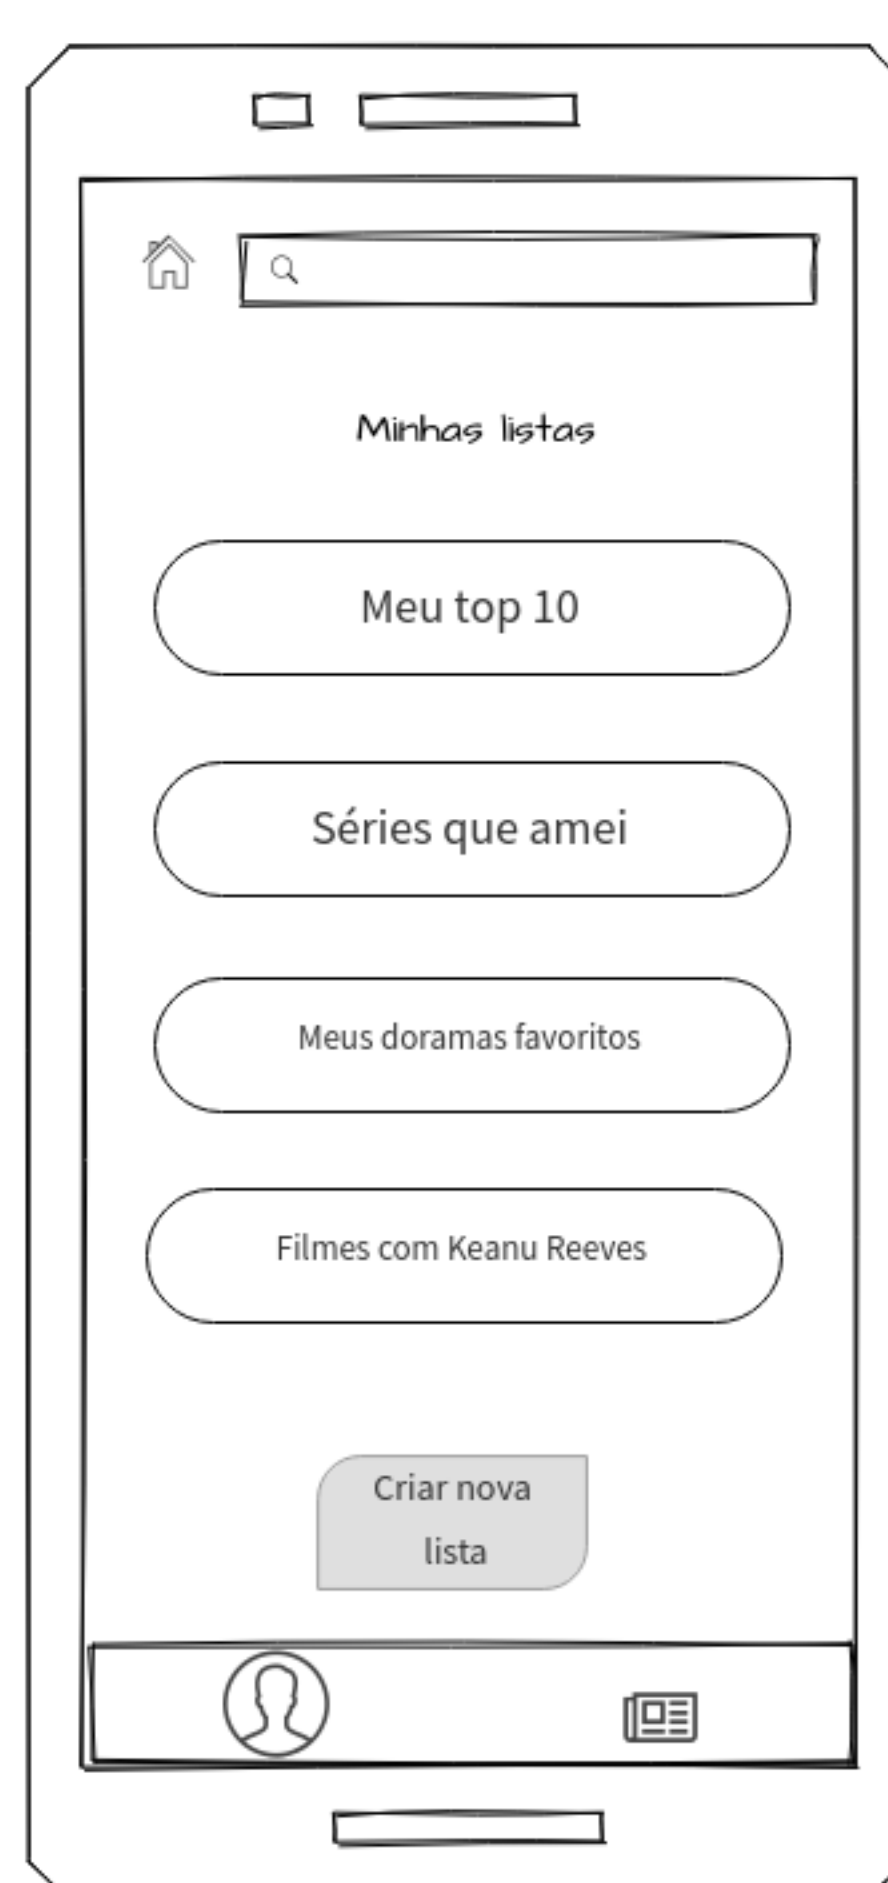 Minhas listas
Meu top 10
Séries que amei
Meus doramas favoritos
Filmes com Keanu Reeves
Criar nova
lista